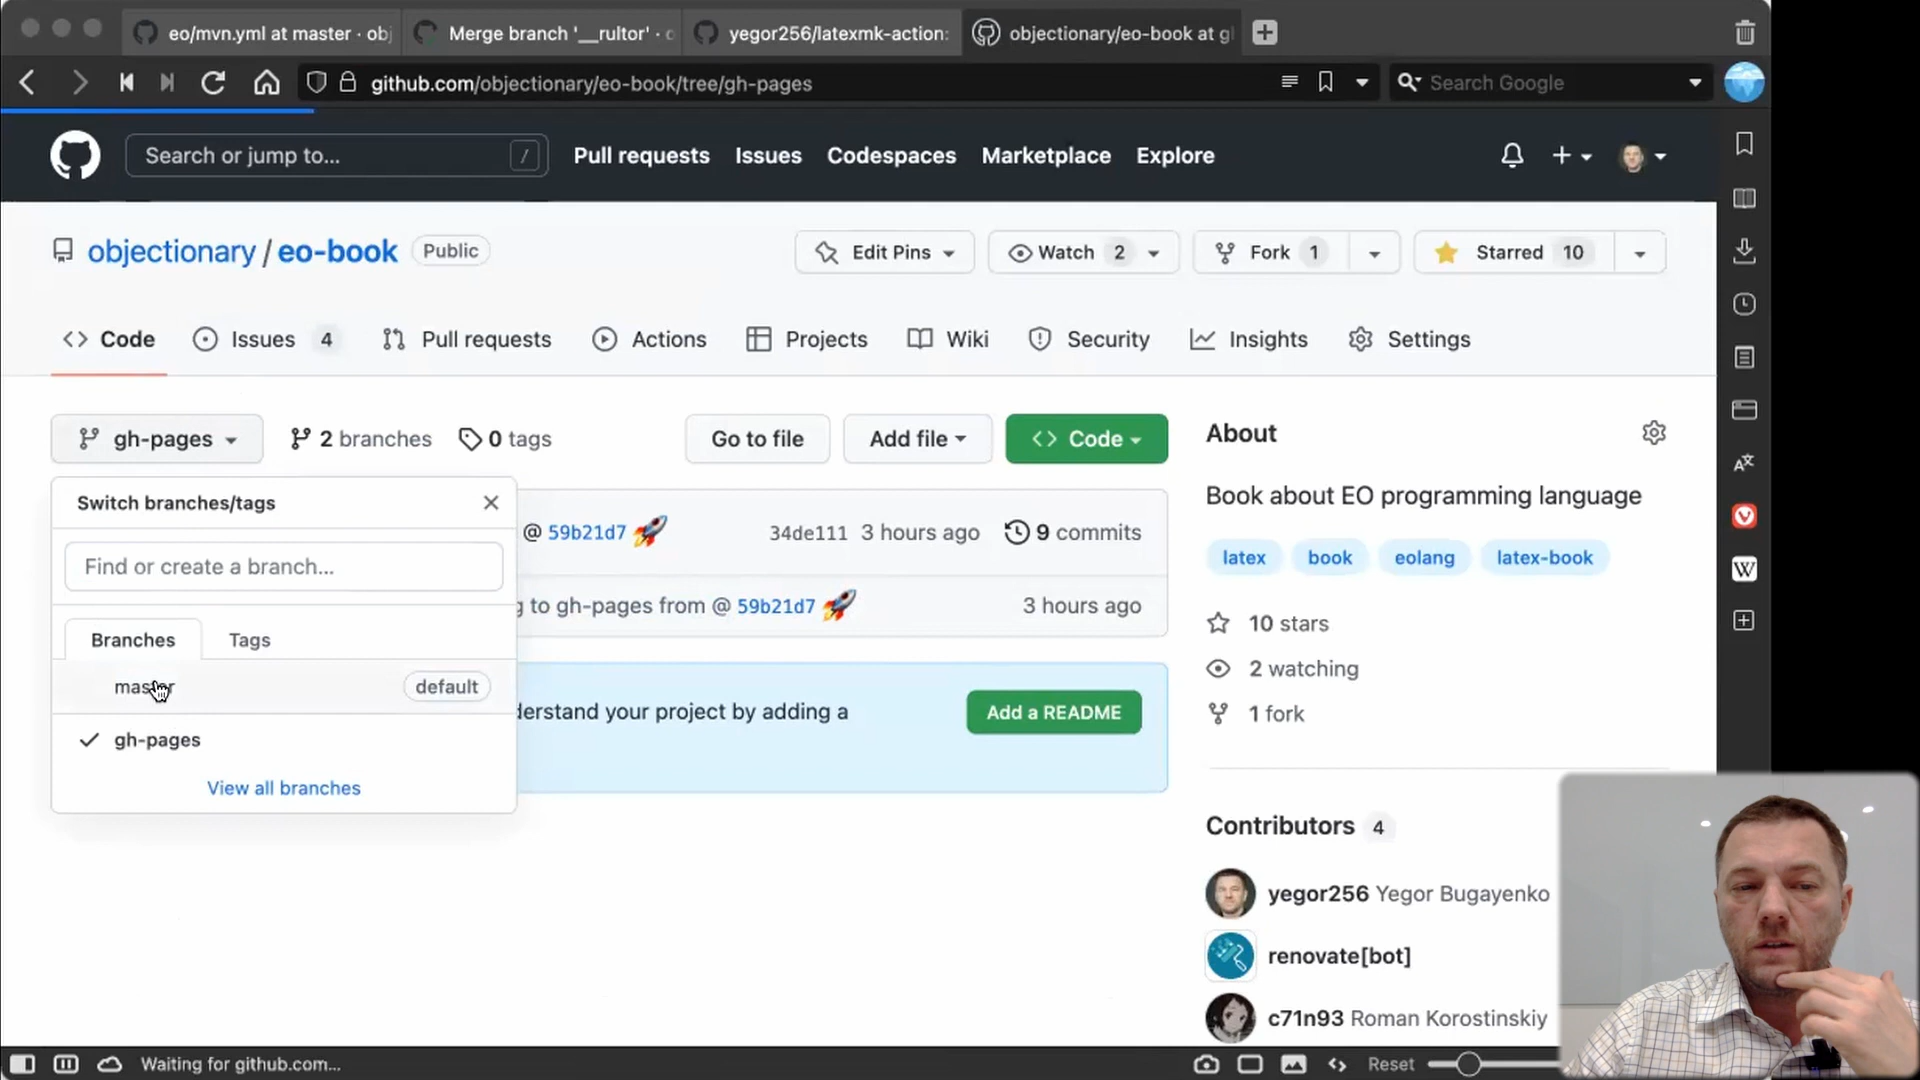 eo/mvn.yml at master · obj
Merge branch '__rultor' · o
yegor256/latexmk-action:
objectionary/eo-book at gl
github.com/objectionary/eo-book/tree/gh-pages
Search Google
Search or jump to...
/
Pull requests
Issues
Codespaces
Marketplace
Explore
objectionary / eo-book
Public
Edit Pins
Watch 2
Fork 1
Starred 10
Code
Issues 4
Pull requests
Actions
Projects
Wiki
Security
Insights
Settings
gh-pages
2 branches
0 tags
Go to file
Add file
Code
Switch branches/tags
Find or create a branch...
Branches
Tags
master
default
gh-pages
View all branches
@ 59b21d7 🚀
34de111 3 hours ago
9 commits
g to gh-pages from @ 59b21d7 🚀
3 hours ago
derstand your project by adding a
Add a README
About
Book about EO programming language
latex
book
eolang
latex-book
10 stars
2 watching
1 fork
Contributors 4
yegor256 Yegor Bugayenko
renovate[bot]
c71n93 Roman Korostinskiy
Waiting for github.com...
Reset